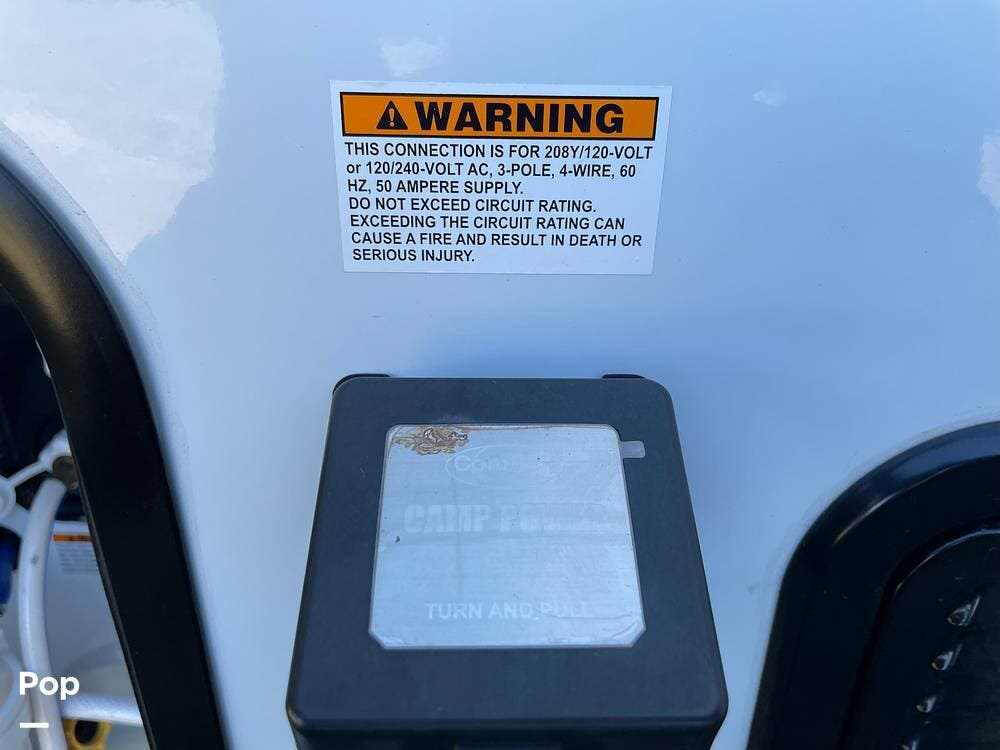 WARNING
THIS CONNECTION IS FOR 208Y/120-VOLT
or 120/240-VOLT AC, 3-POLE, 4-WIRE, 60
HZ, 50 AMPERE SUPPLY.
DO NOT EXCEED CIRCUIT RATING.
EXCEEDING THE CIRCUIT RATING CAN
CAUSE A FIRE AND RESULT IN DEATH OR
SERIOUS INJURY.
CAMP POWER
TURN AND PULL
Pop